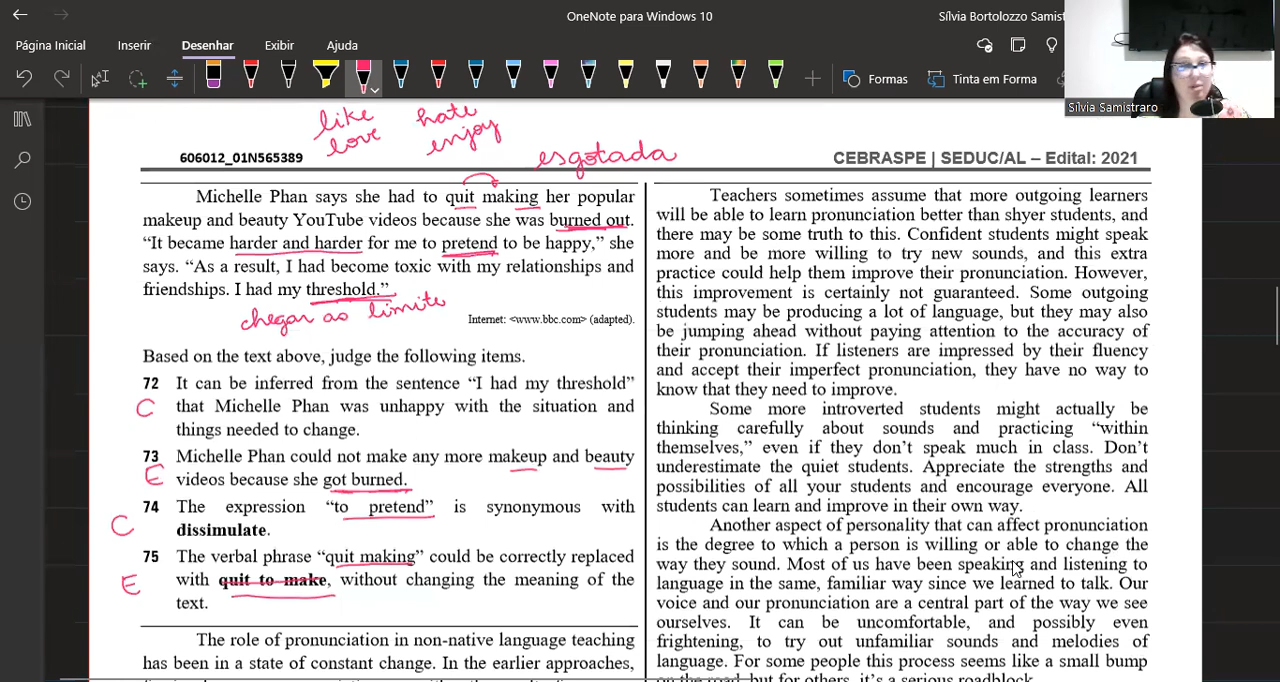 OneNote para Windows 10
Sílvia Bortolozzo Samist
Página Inicial Inserir Desenhar Exibir Ajuda
Formas Tinta em Forma
Sílvia Samistraro
like hate
love enjoy
esgotada
606012_01N565389
CEBRASPE | SEDUC/AL – Edital: 2021
Michelle Phan says she had to quit making her popular
makeup and beauty YouTube videos because she was burned out.
“It became harder and harder for me to pretend to be happy,” she
says. “As a result, I had become toxic with my relationships and
friendships. I had my threshold.”
chegar ao limite
Internet: <www.bbc.com> (adapted).
Based on the text above, judge the following items.
72 It can be inferred from the sentence “I had my threshold”
C that Michelle Phan was unhappy with the situation and
things needed to change.
73 Michelle Phan could not make any more makeup and beauty
E videos because she got burned.
74 The expression “to pretend” is synonymous with
C dissimulate.
75 The verbal phrase “quit making” could be correctly replaced
E with quit to make, without changing the meaning of the
text.
The role of pronunciation in non-native language teaching
has been in a state of constant change. In the earlier approaches,
Teachers sometimes assume that more outgoing learners
will be able to learn pronunciation better than shyer students, and
there may be some truth to this. Confident students might speak
more and be more willing to try new sounds, and this extra
practice could help them improve their pronunciation. However,
this improvement is certainly not guaranteed. Some outgoing
students may be producing a lot of language, but they may also
be jumping ahead without paying attention to the accuracy of
their pronunciation. If listeners are impressed by their fluency
and accept their imperfect pronunciation, they have no way to
know that they need to improve.
Some more introverted students might actually be
thinking carefully about sounds and practicing “within
themselves,” even if they don’t speak much in class. Don’t
underestimate the quiet students. Appreciate the strengths and
possibilities of all your students and encourage everyone. All
students can learn and improve in their own way.
Another aspect of personality that can affect pronunciation
is the degree to which a person is willing or able to change the
way they sound. Most of us have been speaking and listening to
language in the same, familiar way since we learned to talk. Our
voice and our pronunciation are a central part of the way we see
ourselves. It can be uncomfortable, and possibly even
frightening, to try out unfamiliar sounds and melodies of
language. For some people this process seems like a small bump
on the road, but for others, it’s a serious roadblock.